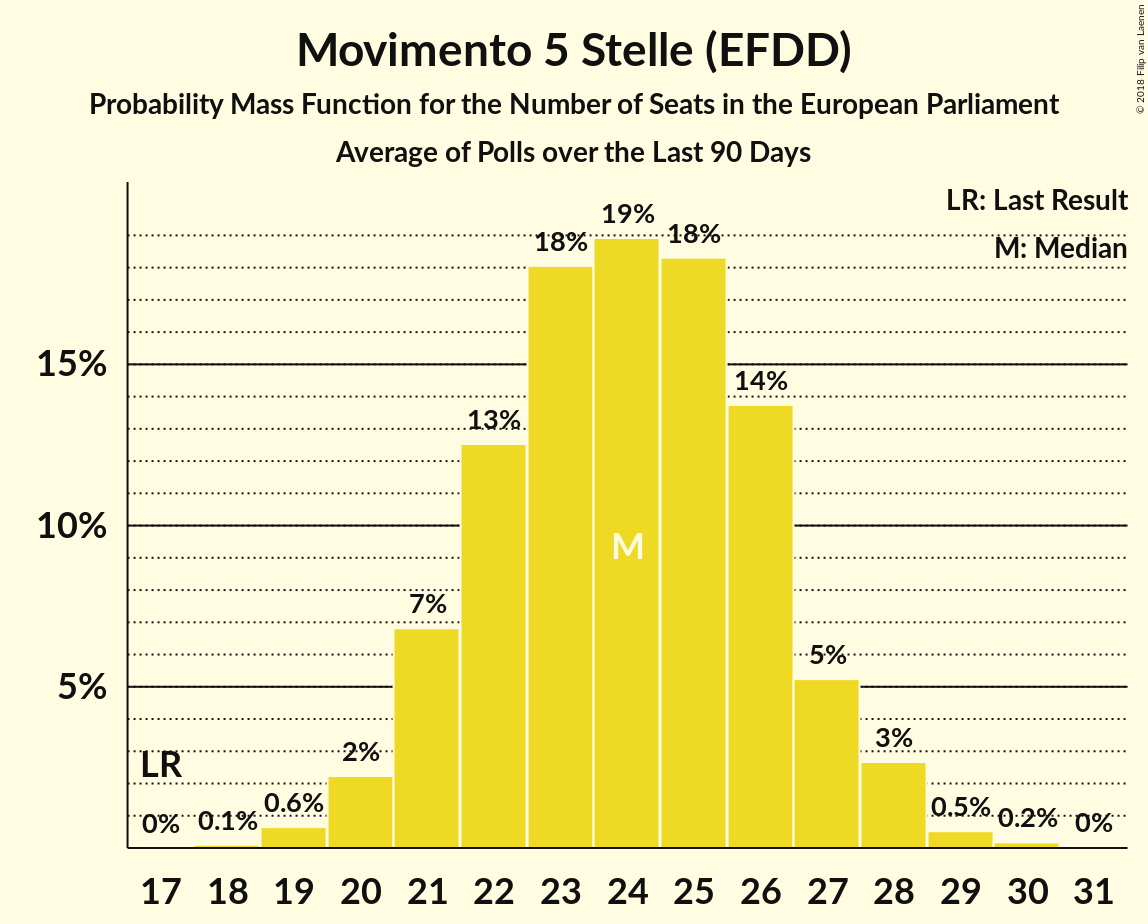 Movimento 5 Stelle (EFDD)
Probability Mass Function for the Number of Seats in the European Parliament
Average of Polls over the Last 90 Days
© 2018 Filip van Laenen
LR: Last Result
M: Median
15%
10%
5%
LR
0%
0.1%
0.6%
2%
7%
13%
18%
19%
18%
14%
5%
3%
0.5%
0.2%
0%
M
17 18 19 20 21 22 23 24 25 26 27 28 29 30 31